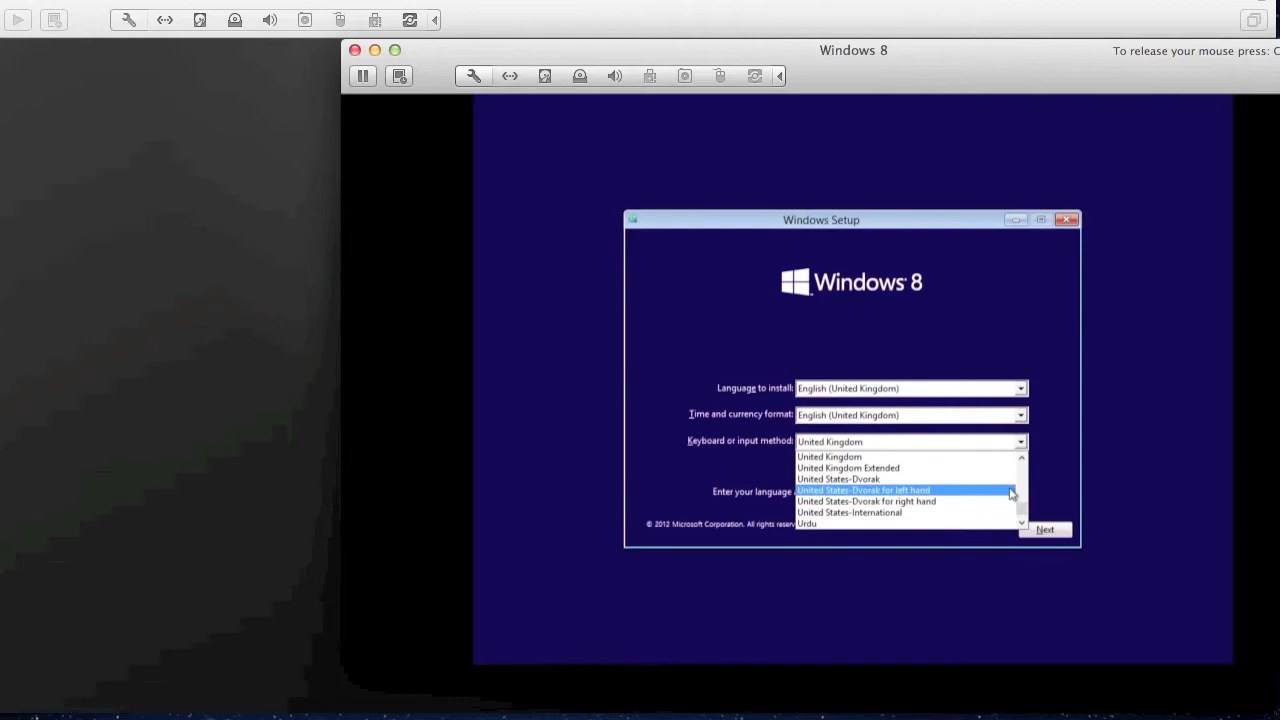 Windows 8
To release your mouse press: C
Windows Setup
Windows 8
Language to install: English (United Kingdom)
Time and currency format: English (United Kingdom)
Keyboard or input method: United Kingdom
United Kingdom
United Kingdom Extended
United States-Dvorak
Enter your language
United States-Dvorak for left hand
United States-Dvorak for right hand
United States-International
© 2012 Microsoft Corporation. All rights reserv
Urdu
Next